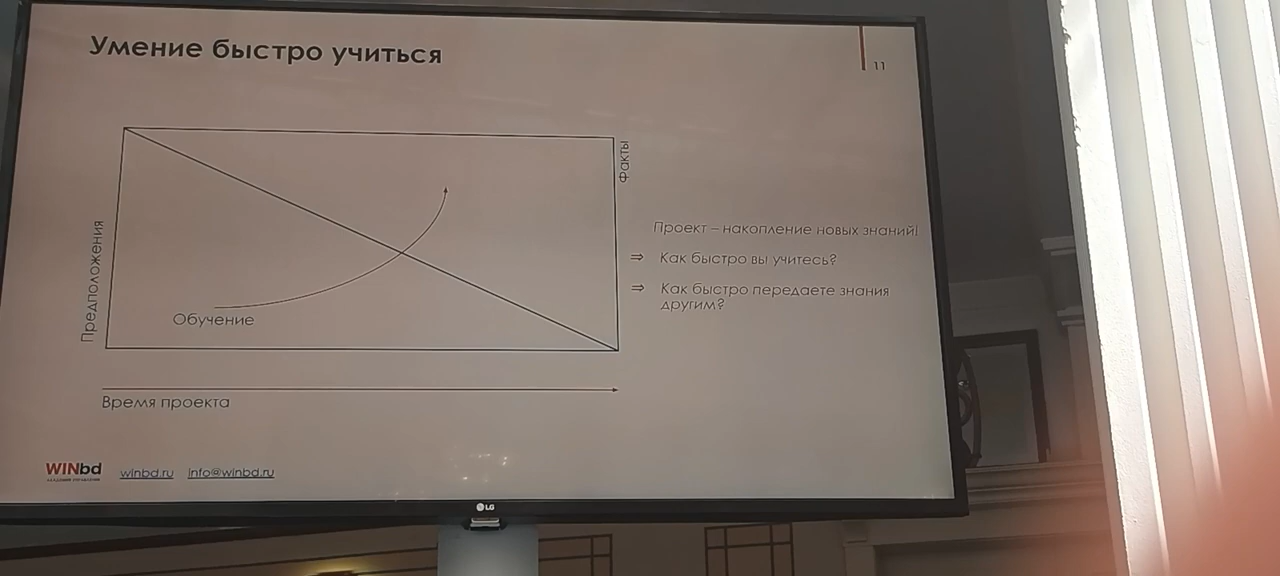 Умение быстро учиться
11
Факты
Предположения
Проект – накопление новых знаний!
⇒ Как быстро вы учитесь?
⇒ Как быстро передаете знания
другим?
Обучение
Время проекта
WINbd
winbd.ru info@winbd.ru
LG